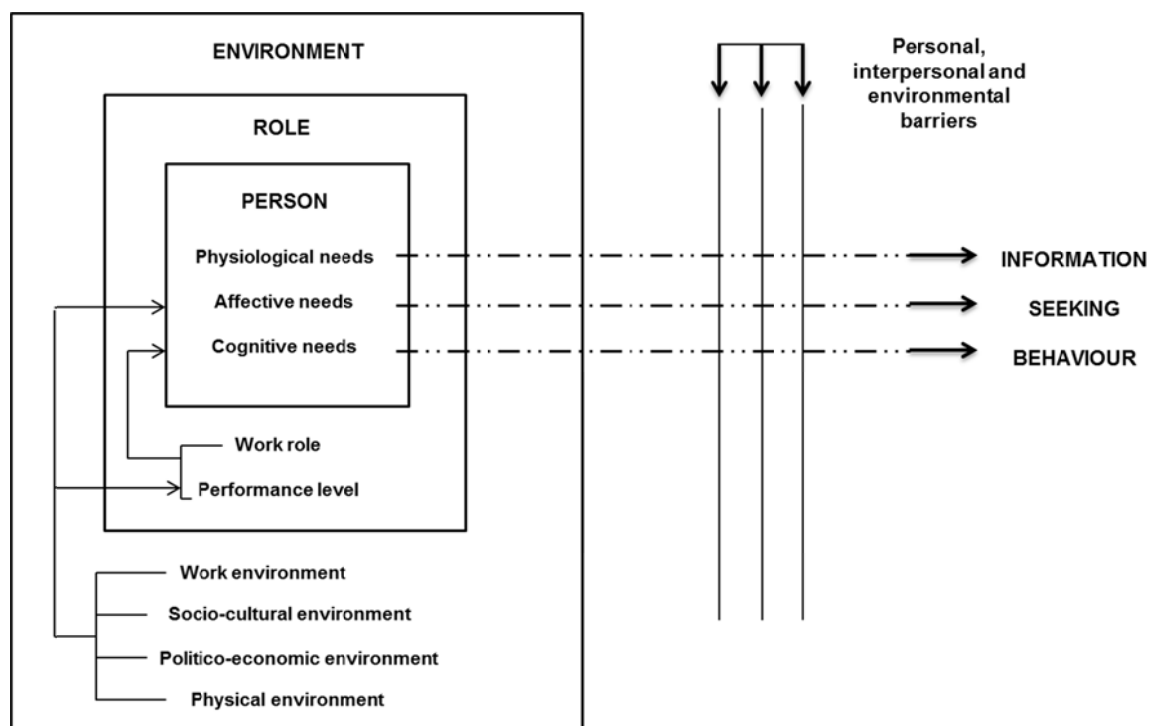 ENVIRONMENT
ROLE
PERSON
Physiological needs
Affective needs
Cognitive needs
Work role
Performance level
Work environment
Socio-cultural environment
Politico-economic environment
Physical environment
Personal,
interpersonal and
environmental
barriers
INFORMATION
SEEKING
BEHAVIOUR